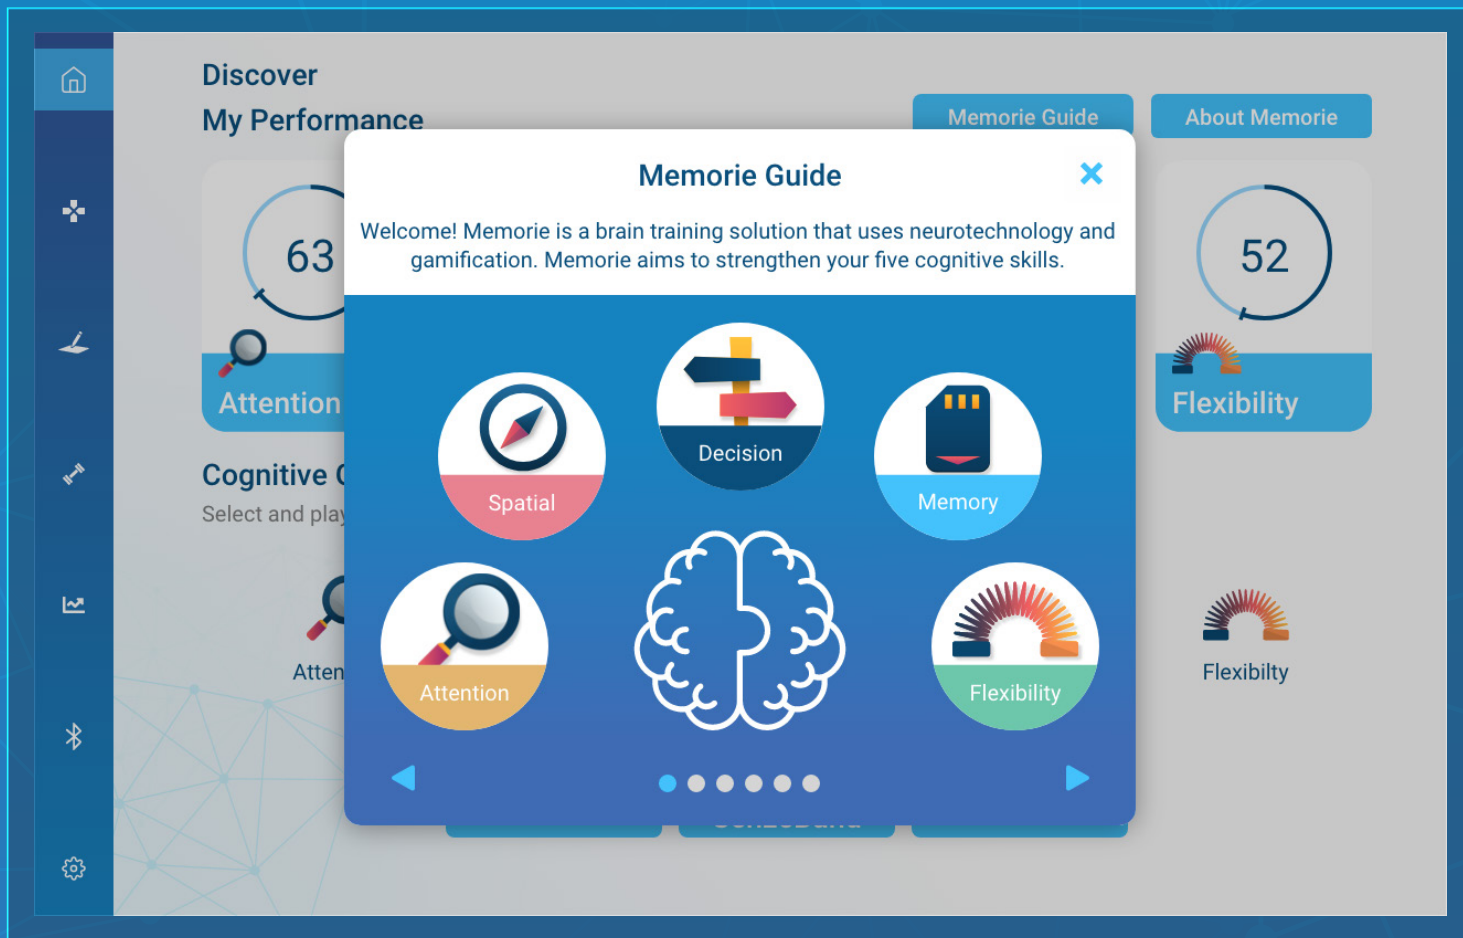 Discover
My Performance
Memorie Guide
About Memorie
63
Attention
52
Flexibility
Memorie Guide
Welcome! Memorie is a brain training solution that uses neurotechnology and
gamification. Memorie aims to strengthen your five cognitive skills.
Decision
Spatial
Memory
Attention
Flexibility
Cognitive
Select and play
Flexibilty